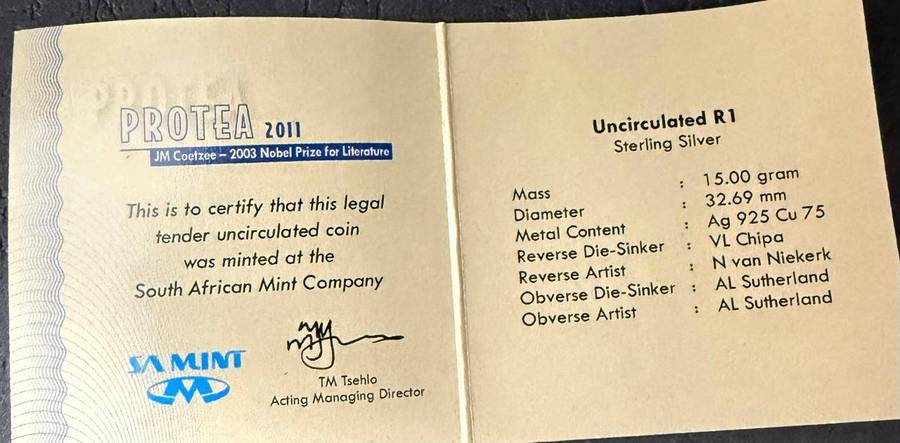 PROTEA
PROTEA 2011
JM Coetzee – 2003 Nobel Prize for Literature
This is to certify that this legal
tender uncirculated coin
was minted at the
South African Mint Company
SA MINT
TM Tsehlo
Acting Managing Director
Uncirculated R1
Sterling Silver
Mass : 15.00 gram
Diameter : 32.69 mm
Metal Content : Ag 925 Cu 75
Reverse Die-Sinker : VL Chipa
Reverse Artist : N van Niekerk
Obverse Die-Sinker : AL Sutherland
Obverse Artist : AL Sutherland